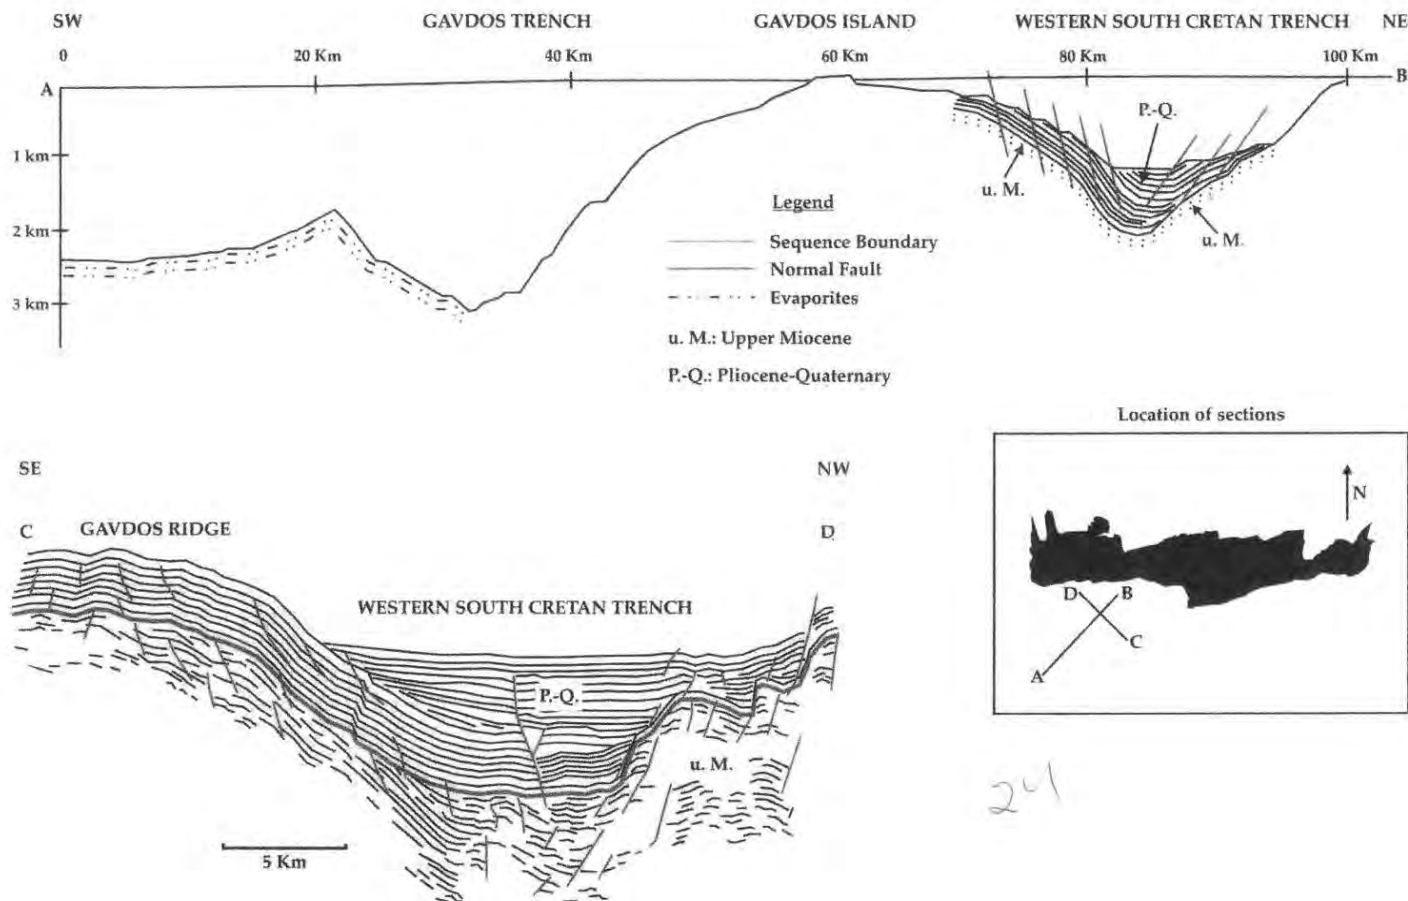 SW GAVDOS TRENCH GAVDOS ISLAND WESTERN SOUTH CRETAN TRENCH NE
0 20 Km 40 Km 60 Km 80 Km 100 Km
A B
P.-Q.
1 km
u. M.
Legend
2 km
Sequence Boundary
u. M.
Normal Fault
3 km
Evaporites
u. M.: Upper Miocene
P.-Q.: Pliocene-Quaternary
Location of sections
N
D B
C
A
SE NW
C GAVDOS RIDGE D
WESTERN SOUTH CRETAN TRENCH
P.-Q.
u. M.
5 Km
24